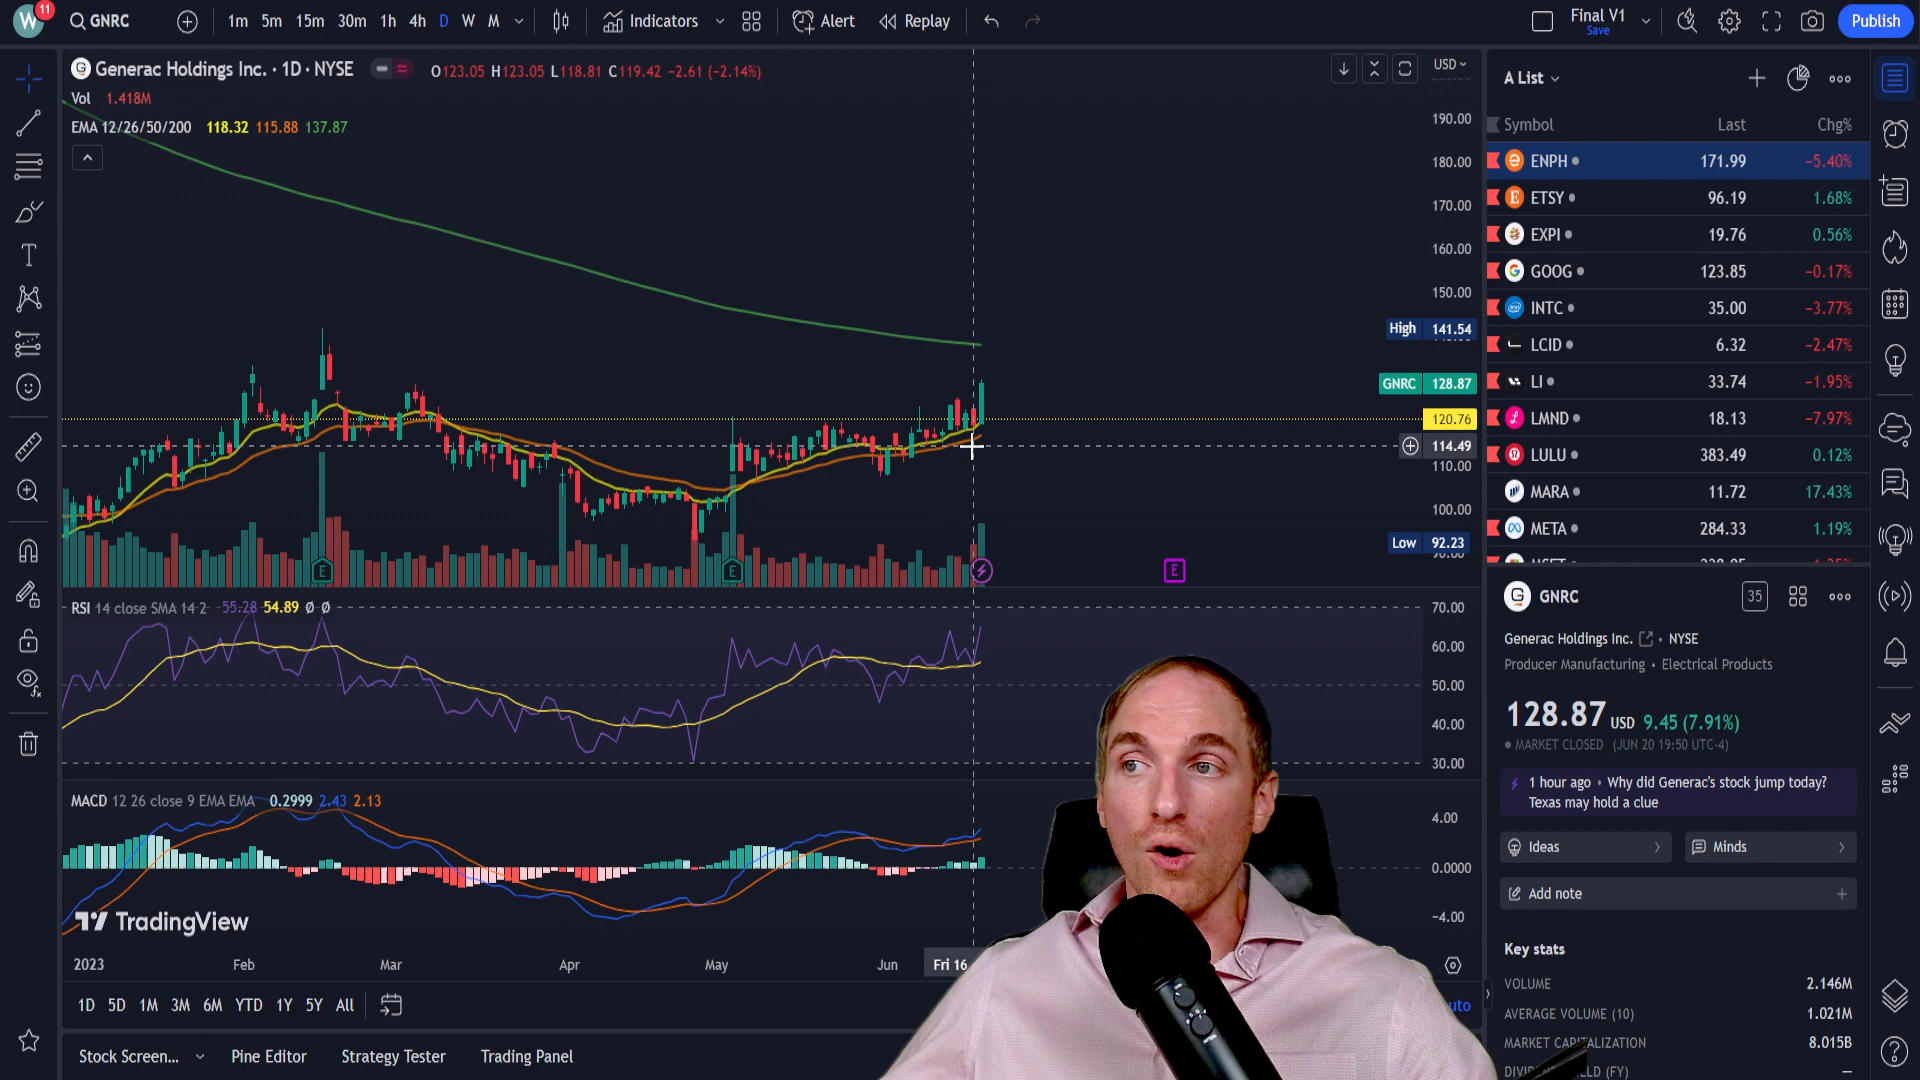 W 11 GNRC 1m 5m 15m 30m 1h 4h D W M Indicators Alert Replay Final V1 Save Publish
G Generac Holdings Inc. · 1D · NYSE O123.05 H123.05 L118.81 C119.42 -2.61 (-2.14%)
Vol 1.418M
EMA 12/26/50/200 118.32 115.88 137.87
USD
190.00
180.00
170.00
160.00
150.00
High 141.54
GNRC 128.87
120.76
114.49
110.00
100.00
Low 92.23
E E E
RSI 14 close SMA 14 2 55.28 54.89 Ø Ø
70.00
60.00
50.00
40.00
30.00
MACD 12 26 close 9 EMA EMA 0.2999 2.43 2.13
4.00
0.0000
-4.00
TradingView
2023 Feb Mar Apr May Jun Fri 16
1D 5D 1M 3M 6M YTD 1Y 5Y All
Stock Screen... Pine Editor Strategy Tester Trading Panel
A List
Symbol Last Chg%
ENPH 171.99 -5.40%
ETSY 96.19 1.68%
EXPI 19.76 0.56%
GOOG 123.85 -0.17%
INTC 35.00 -3.77%
LCID 6.32 -2.47%
LI 33.74 -1.95%
LMND 18.13 -7.97%
LULU 383.49 0.12%
MARA 11.72 17.43%
META 284.33 1.19%
G GNRC 35
Generac Holdings Inc. • NYSE
Producer Manufacturing • Electrical Products
128.87 USD 9.45 (7.91%)
MARKET CLOSED (JUN 20 19:50 UTC-4)
1 hour ago • Why did Generac's stock jump today?
Texas may hold a clue
Ideas Minds
Add note
Key stats
VOLUME 2.146M
AVERAGE VOLUME (10) 1.021M
MARKET CAPITALIZATION 8.015B
(FY) —